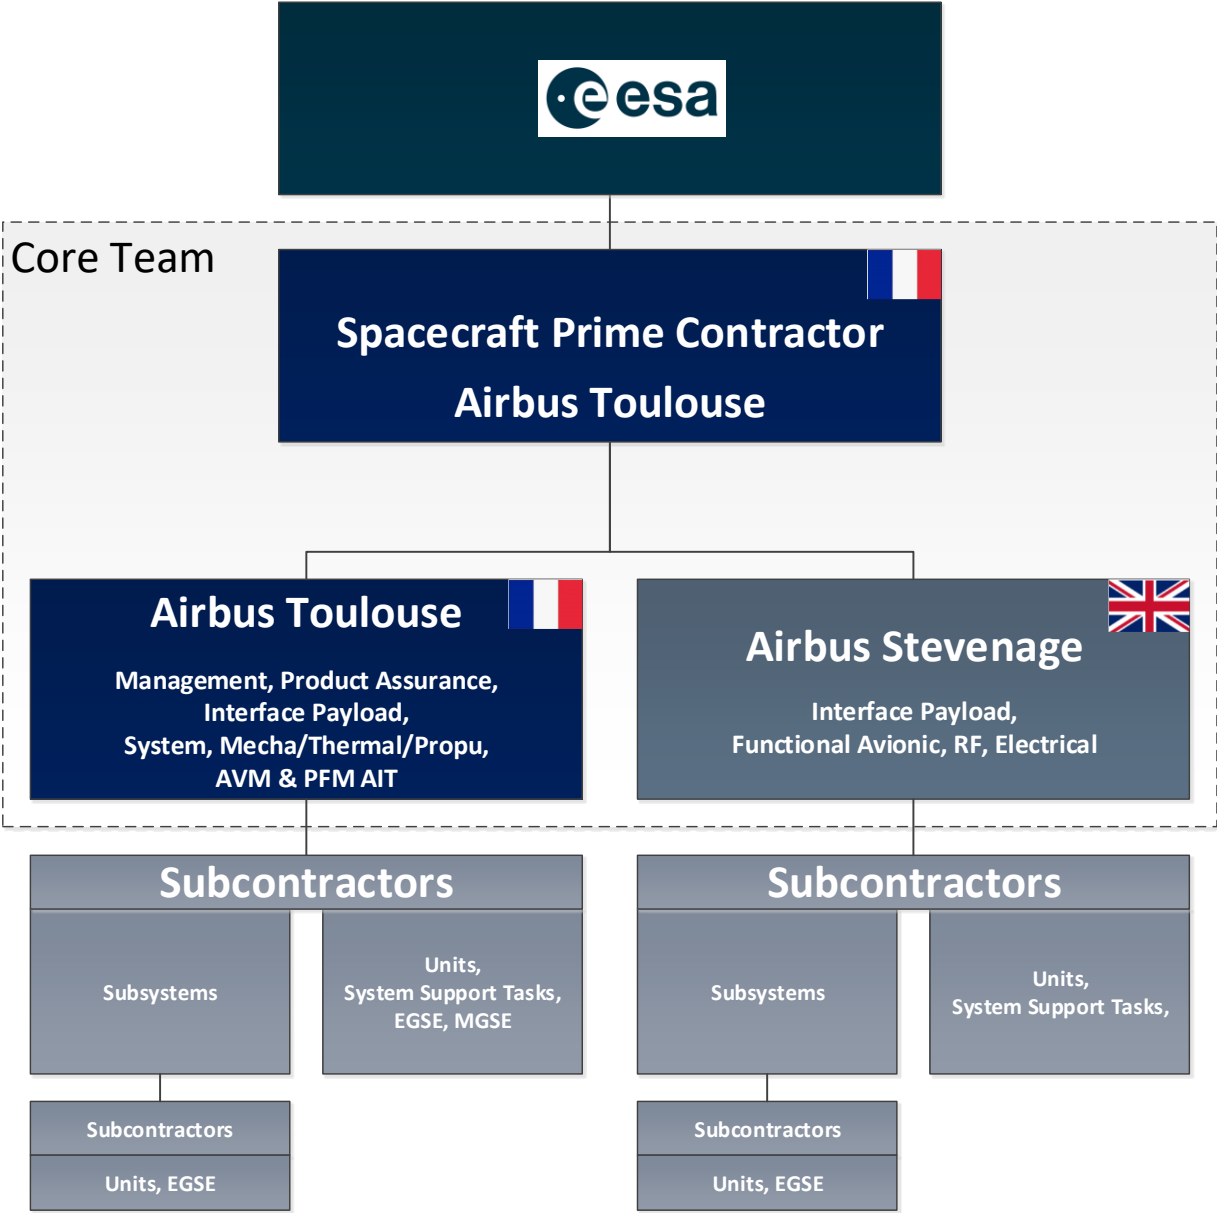 esa
Core Team
Spacecraft Prime Contractor
Airbus Toulouse
Airbus Toulouse
Management, Product Assurance,
Interface Payload,
System, Mecha/Thermal/Propu,
AVM & PFM AIT
Airbus Stevenage
Interface Payload,
Functional Avionic, RF, Electrical
Subcontractors
Subsystems
Units,
System Support Tasks,
EGSE, MGSE
Subcontractors
Units, EGSE
Subcontractors
Subsystems
Units,
System Support Tasks,
Subcontractors
Units, EGSE